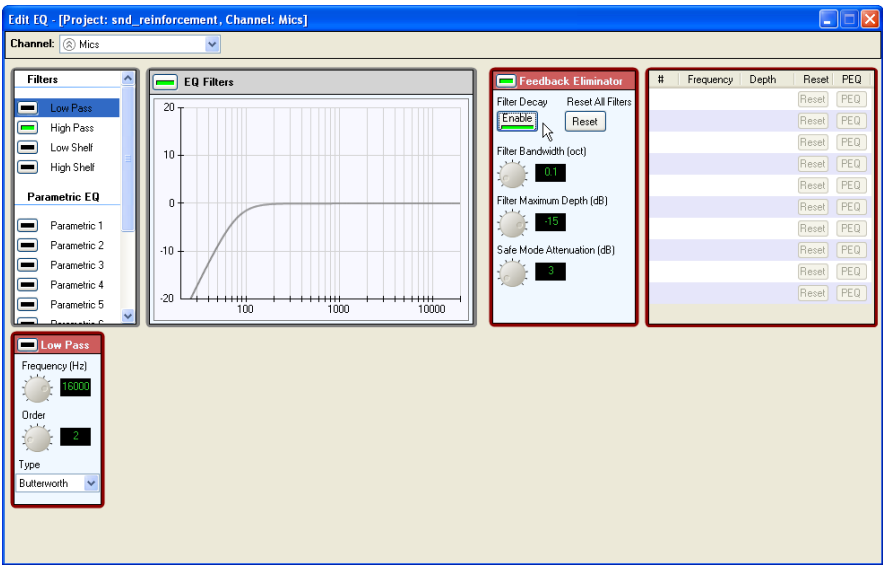 Edit EQ - [Project: snd_reinforcement, Channel: Mics]
Channel: Mics
Filters
Low Pass
High Pass
Low Shelf
High Shelf
Parametric EQ
Parametric 1
Parametric 2
Parametric 3
Parametric 4
Parametric 5
EQ Filters
20
10
0
-10
-20
100 1000 10000
Feedback Eliminator
Filter Decay Reset All Filters
Enable Reset
Filter Bandwidth (oct)
0.1
Filter Maximum Depth (dB)
-15
Safe Mode Attenuation (dB)
3
# Frequency Depth Reset PEQ
Reset PEQ
Reset PEQ
Reset PEQ
Reset PEQ
Reset PEQ
Reset PEQ
Reset PEQ
Reset PEQ
Reset PEQ
Reset PEQ
Low Pass
Frequency (Hz)
16000
Order
2
Type
Butterworth